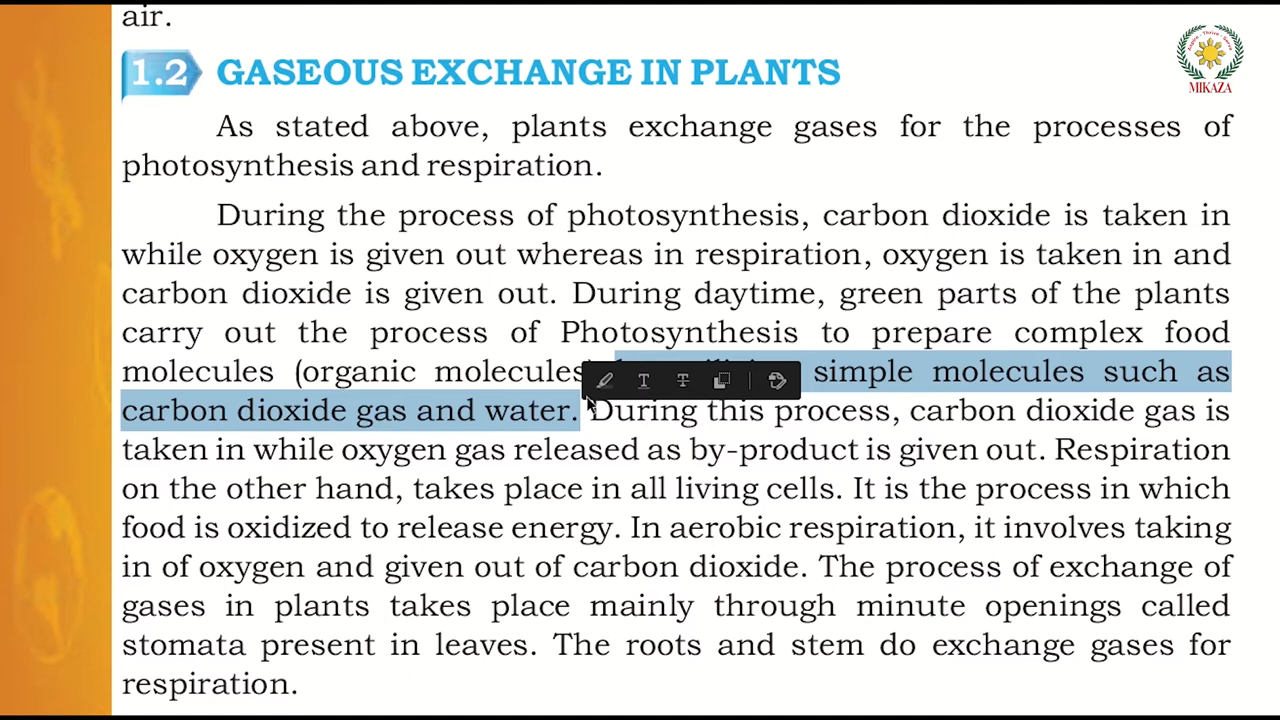 air.
MIKAZA
1.2 GASEOUS EXCHANGE IN PLANTS
As stated above, plants exchange gases for the processes of
photosynthesis and respiration.
During the process of photosynthesis, carbon dioxide is taken in
while oxygen is given out whereas in respiration, oxygen is taken in and
carbon dioxide is given out. During daytime, green parts of the plants
carry out the process of Photosynthesis to prepare complex food
molecules (organic molecules simple molecules such as
carbon dioxide gas and water. During this process, carbon dioxide gas is
taken in while oxygen gas released as by-product is given out. Respiration
on the other hand, takes place in all living cells. It is the process in which
food is oxidized to release energy. In aerobic respiration, it involves taking
in of oxygen and given out of carbon dioxide. The process of exchange of
gases in plants takes place mainly through minute openings called
stomata present in leaves. The roots and stem do exchange gases for
respiration.